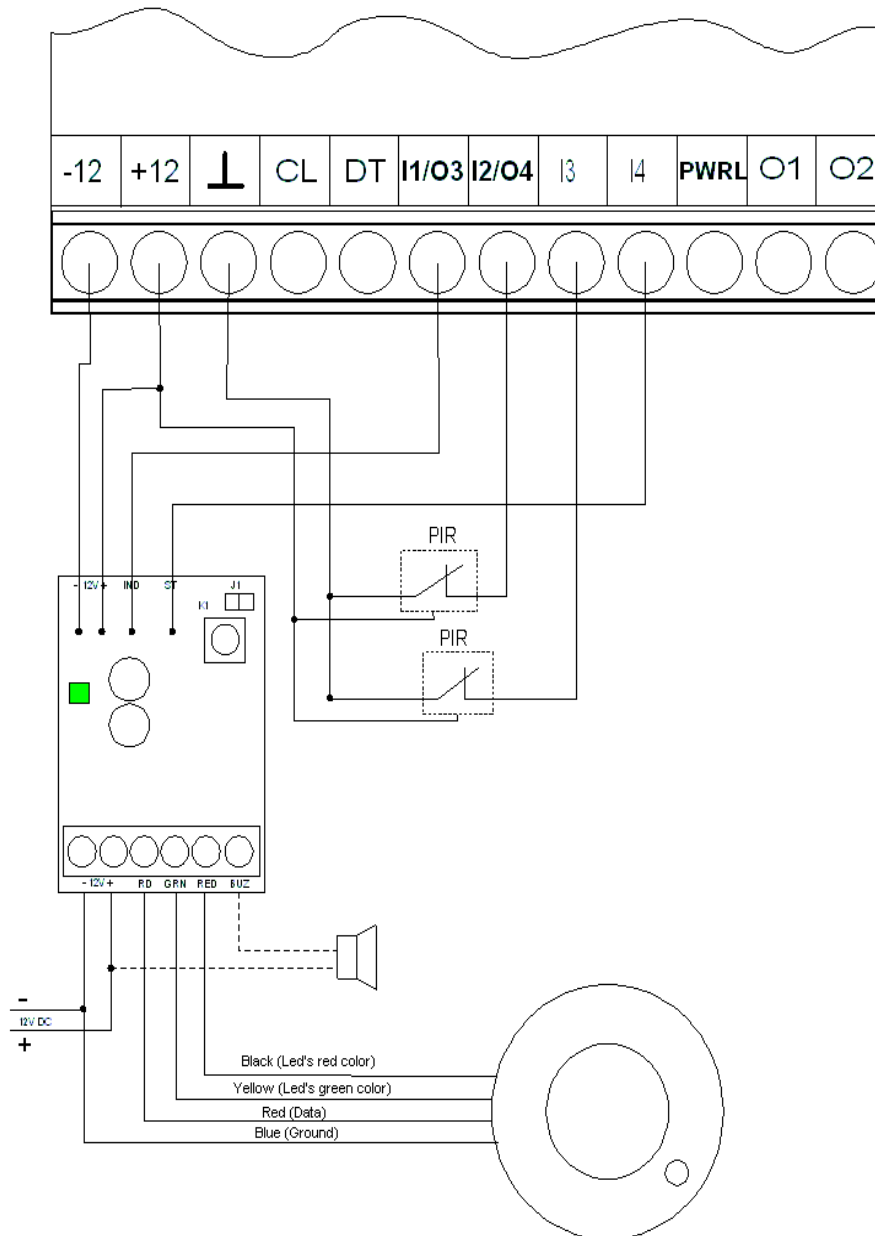 -12 +12 ⊥ CL DT I1/O3 I2/O4 I3 I4 PWRL O1 O2
PIR
- 12V + IND ST J1
K1
PIR
- 12V + RD GRN RED BUZ
-
12V DC
+
Black (Led's red color)
Yellow (Led's green color)
Red (Data)
Blue (Ground)